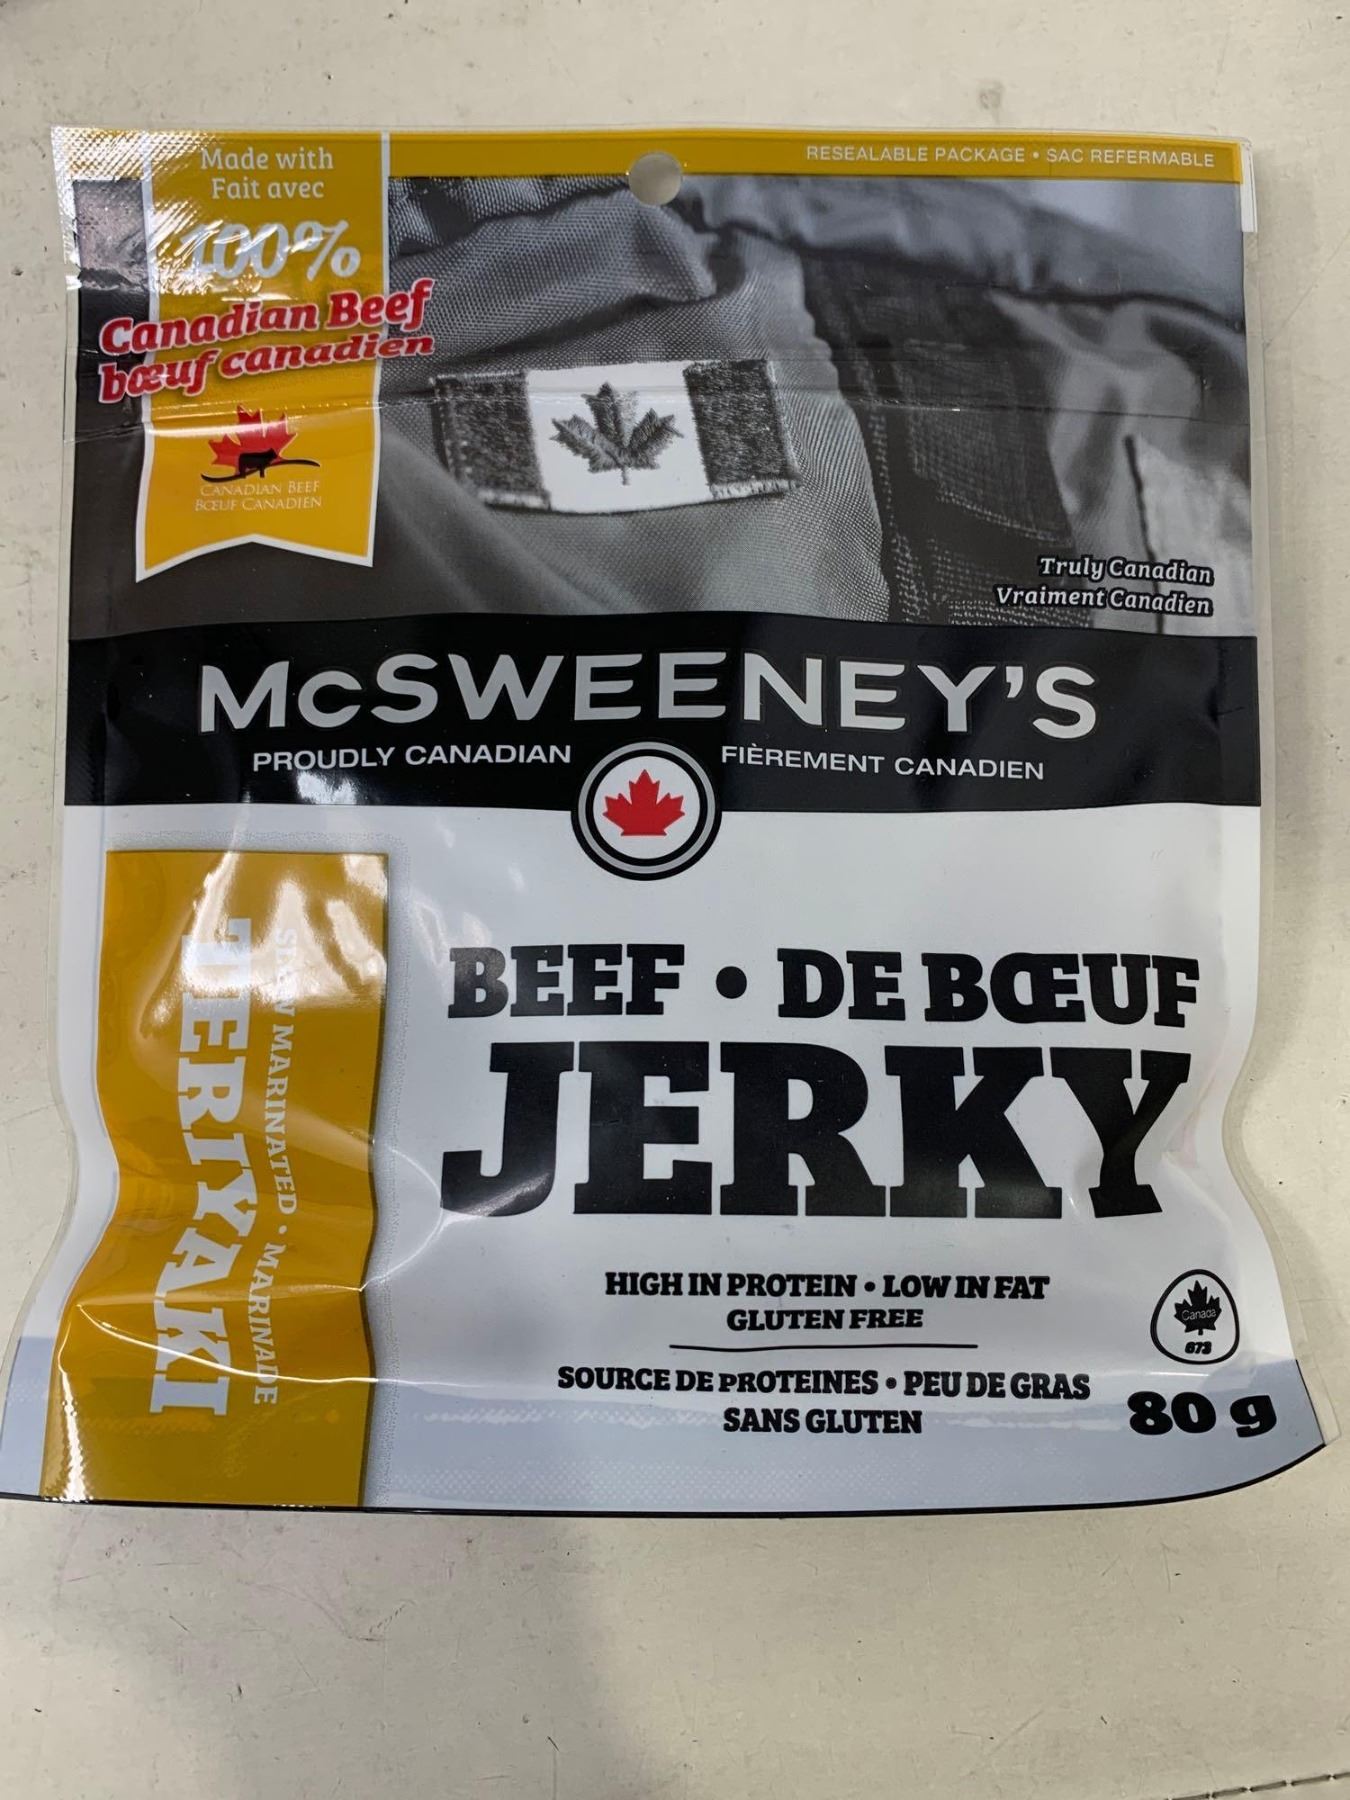 Made with
Fait avec
100%
Canadian Beef
bœuf canadien
CANADIAN BEEF
BŒUF CANADIEN
RESEALABLE PACKAGE • SAC REFERMABLE
Truly Canadian
Vraiment Canadien
McSWEENEY'S
PROUDLY CANADIAN
FIÈREMENT CANADIEN
MARINATED • MARINADE
TERIYAKI
BEEF • DE BŒUF
JERKY
HIGH IN PROTEIN • LOW IN FAT
GLUTEN FREE
SOURCE DE PROTEINES • PEU DE GRAS
SANS GLUTEN
Canada
673
80 g